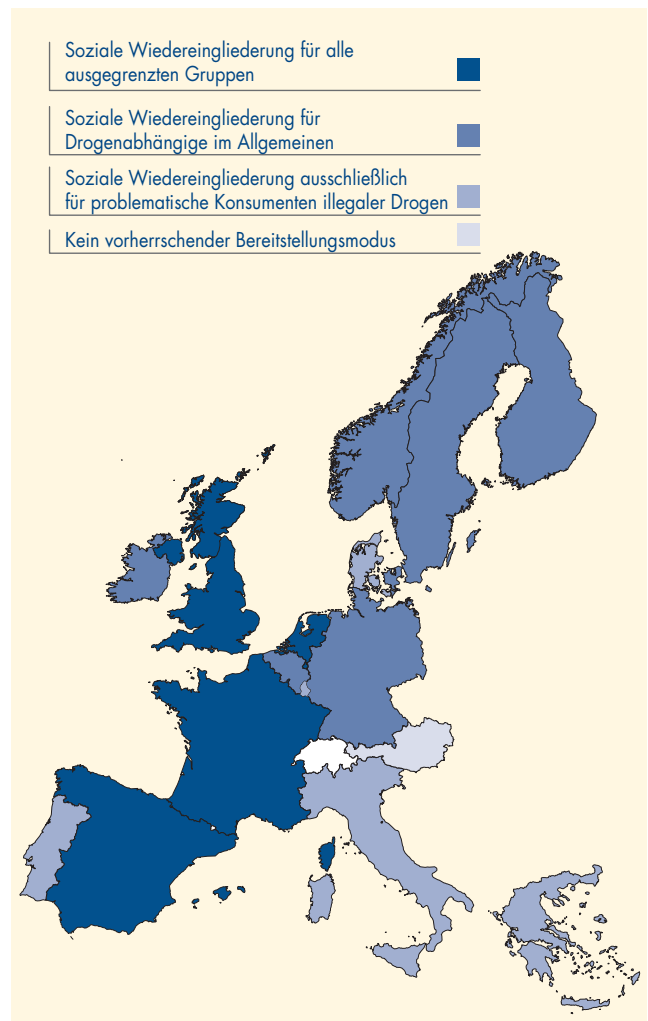 Soziale Wiedereingliederung für alle
ausgegrenzten Gruppen
Soziale Wiedereingliederung für
Drogenabhängige im Allgemeinen
Soziale Wiedereingliederung ausschließlich
für problematische Konsumenten illegaler Drogen
Kein vorherrschender Bereitstellungsmodus